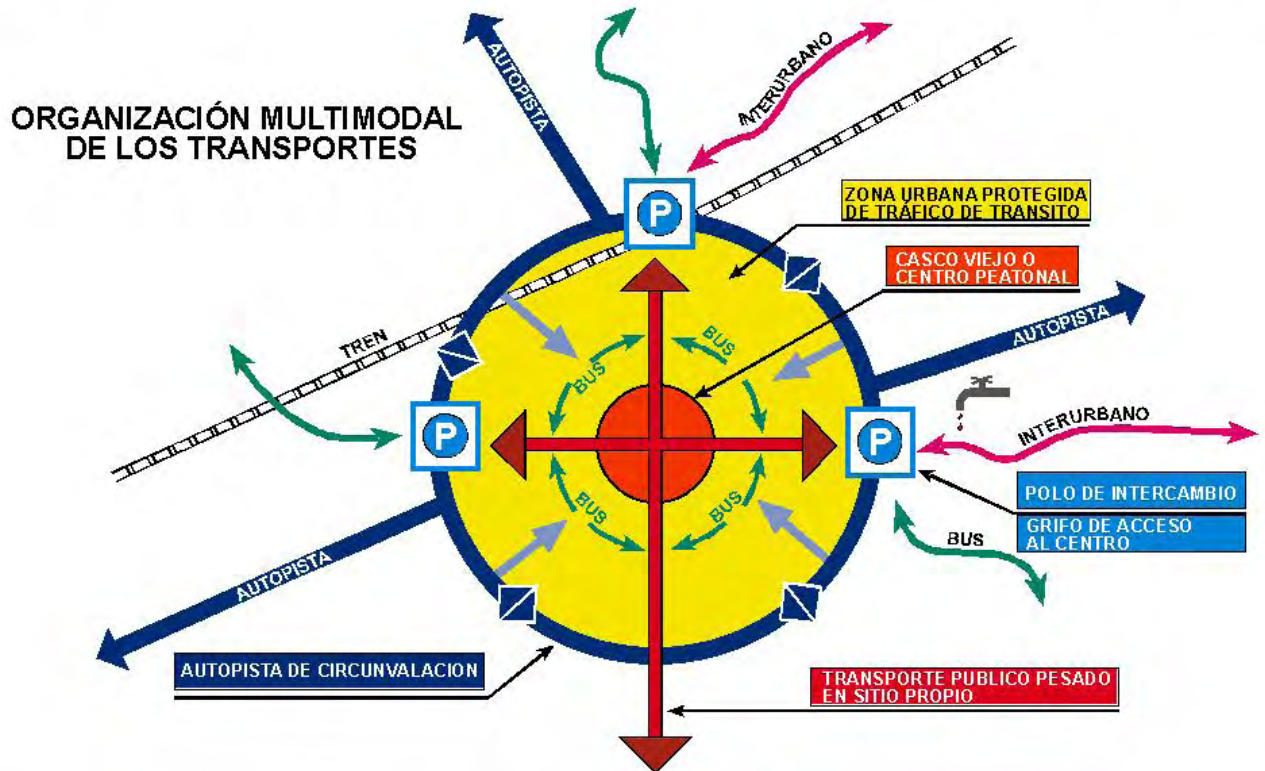 ORGANIZACIÓN MULTIMODAL
DE LOS TRANSPORTES
AUTOPISTA
INTERURBANO
P
ZONA URBANA PROTEGIDA
DE TRÁFICO DE TRANSITO
CASCO VIEJO O
CENTRO PEATONAL
TREN
BUS
BUS
AUTOPISTA
P
P
INTERURBANO
BUS
BUS
POLO DE INTERCAMBIO
GRIFO DE ACCESO
AL CENTRO
BUS
AUTOPISTA
AUTOPISTA DE CIRCUNVALACION
TRANSPORTE PUBLICO PESADO
EN SITIO PROPIO